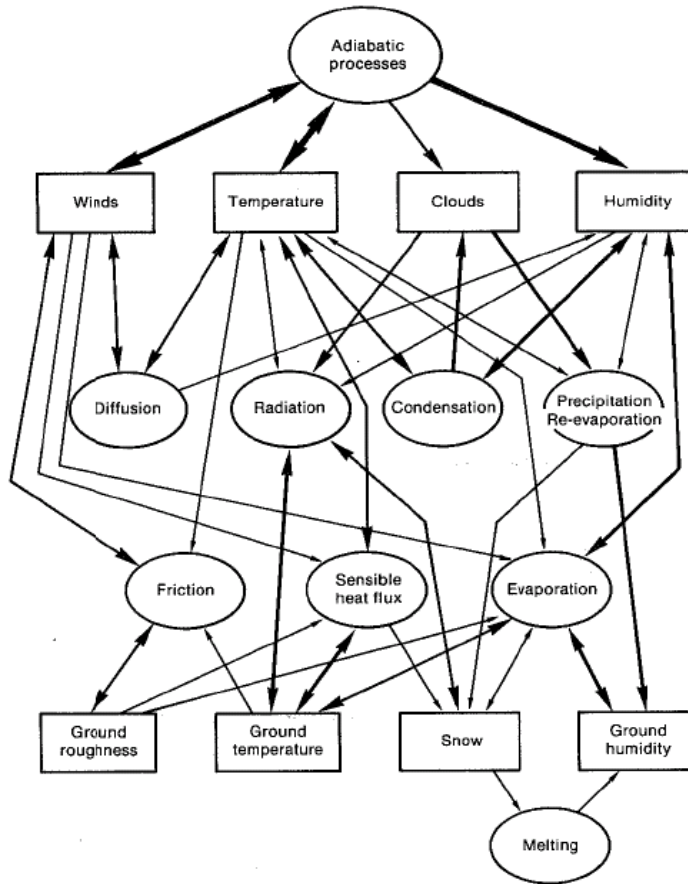 Adiabatic
processes
Winds
Temperature
Clouds
Humidity
Diffusion
Radiation
Condensation
Precipitation
Re-evaporation
Friction
Sensible
heat flux
Evaporation
Ground
roughness
Ground
temperature
Snow
Ground
humidity
Melting